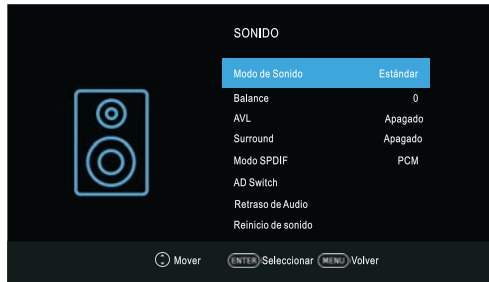 SONIDO
Modo de Sonido Estándar
Balance 0
AVL Apagado
Surround Apagado
Modo SPDIF PCM
AD Switch
Retraso de Audio
Reinicio de sonido
Mover ENTER Seleccionar MENU Volver